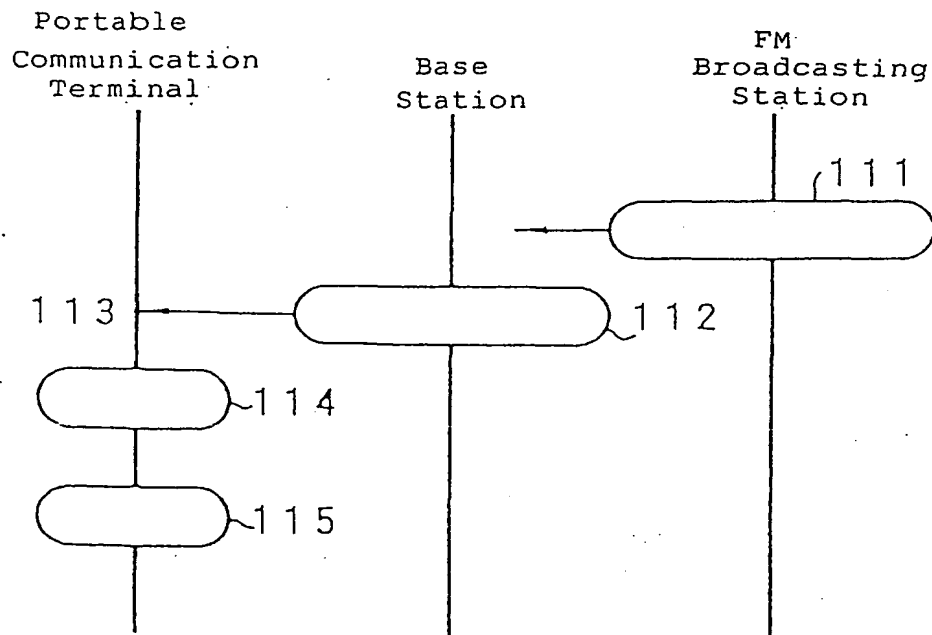 Portable
Communication
Terminal
Base
Station
FM
Broadcasting
Station
111
112
113
114
115